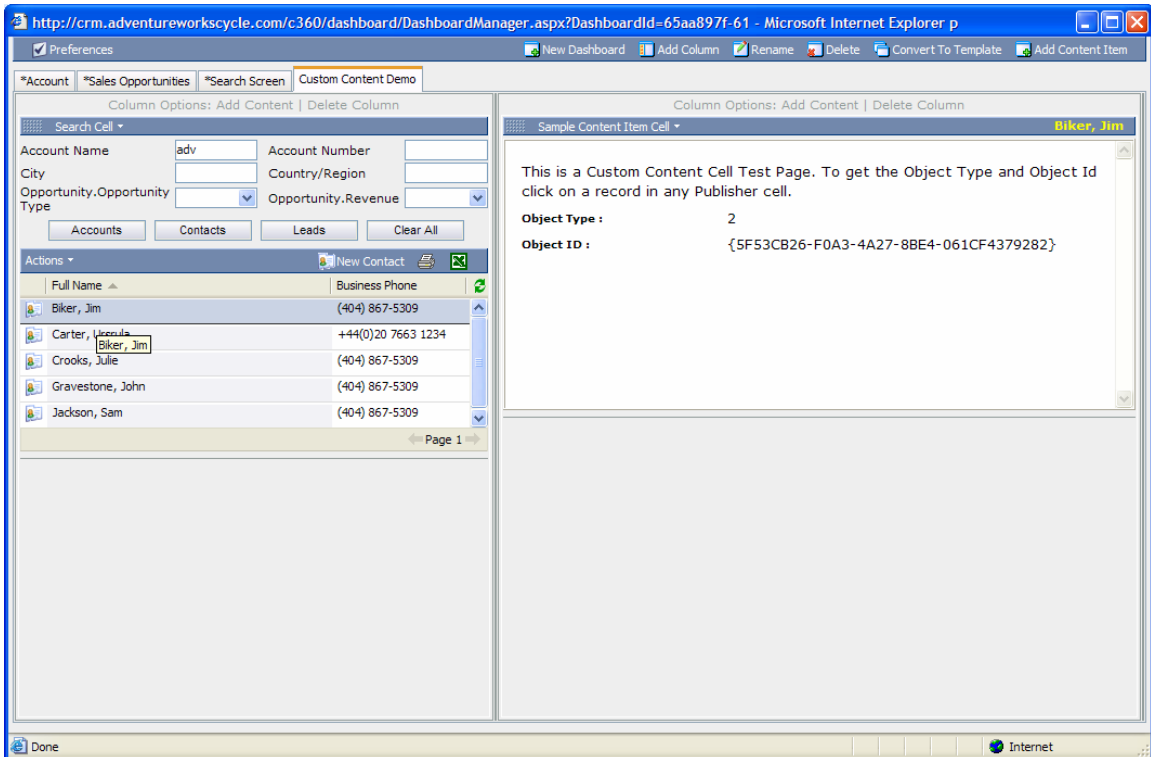 http://crm.adventureworkscycle.com/c360/dashboard/DashboardManager.aspx?DashboardId=65aa897f-61 - Microsoft Internet Explorer p
Preferences New Dashboard Add Column Rename Delete Convert To Template Add Content Item
*Account *Sales Opportunities *Search Screen Custom Content Demo
Column Options: Add Content | Delete Column
Search Cell
Account Name adv Account Number
City Country/Region
Opportunity.Opportunity Type Opportunity.Revenue
Accounts Contacts Leads Clear All
Actions New Contact
Full Name Business Phone
Biker, Jim (404) 867-5309
Carter, +44(0)20 7663 1234
Biker, Jim
Crooks, Julie (404) 867-5309
Gravestone, John (404) 867-5309
Jackson, Sam (404) 867-5309
Page 1
Column Options: Add Content | Delete Column
Sample Content Item Cell Biker, Jim
This is a Custom Content Cell Test Page. To get the Object Type and Object Id
click on a record in any Publisher cell.
Object Type : 2
Object ID : {5F53CB26-F0A3-4A27-8BE4-061CF4379282}
Done Internet